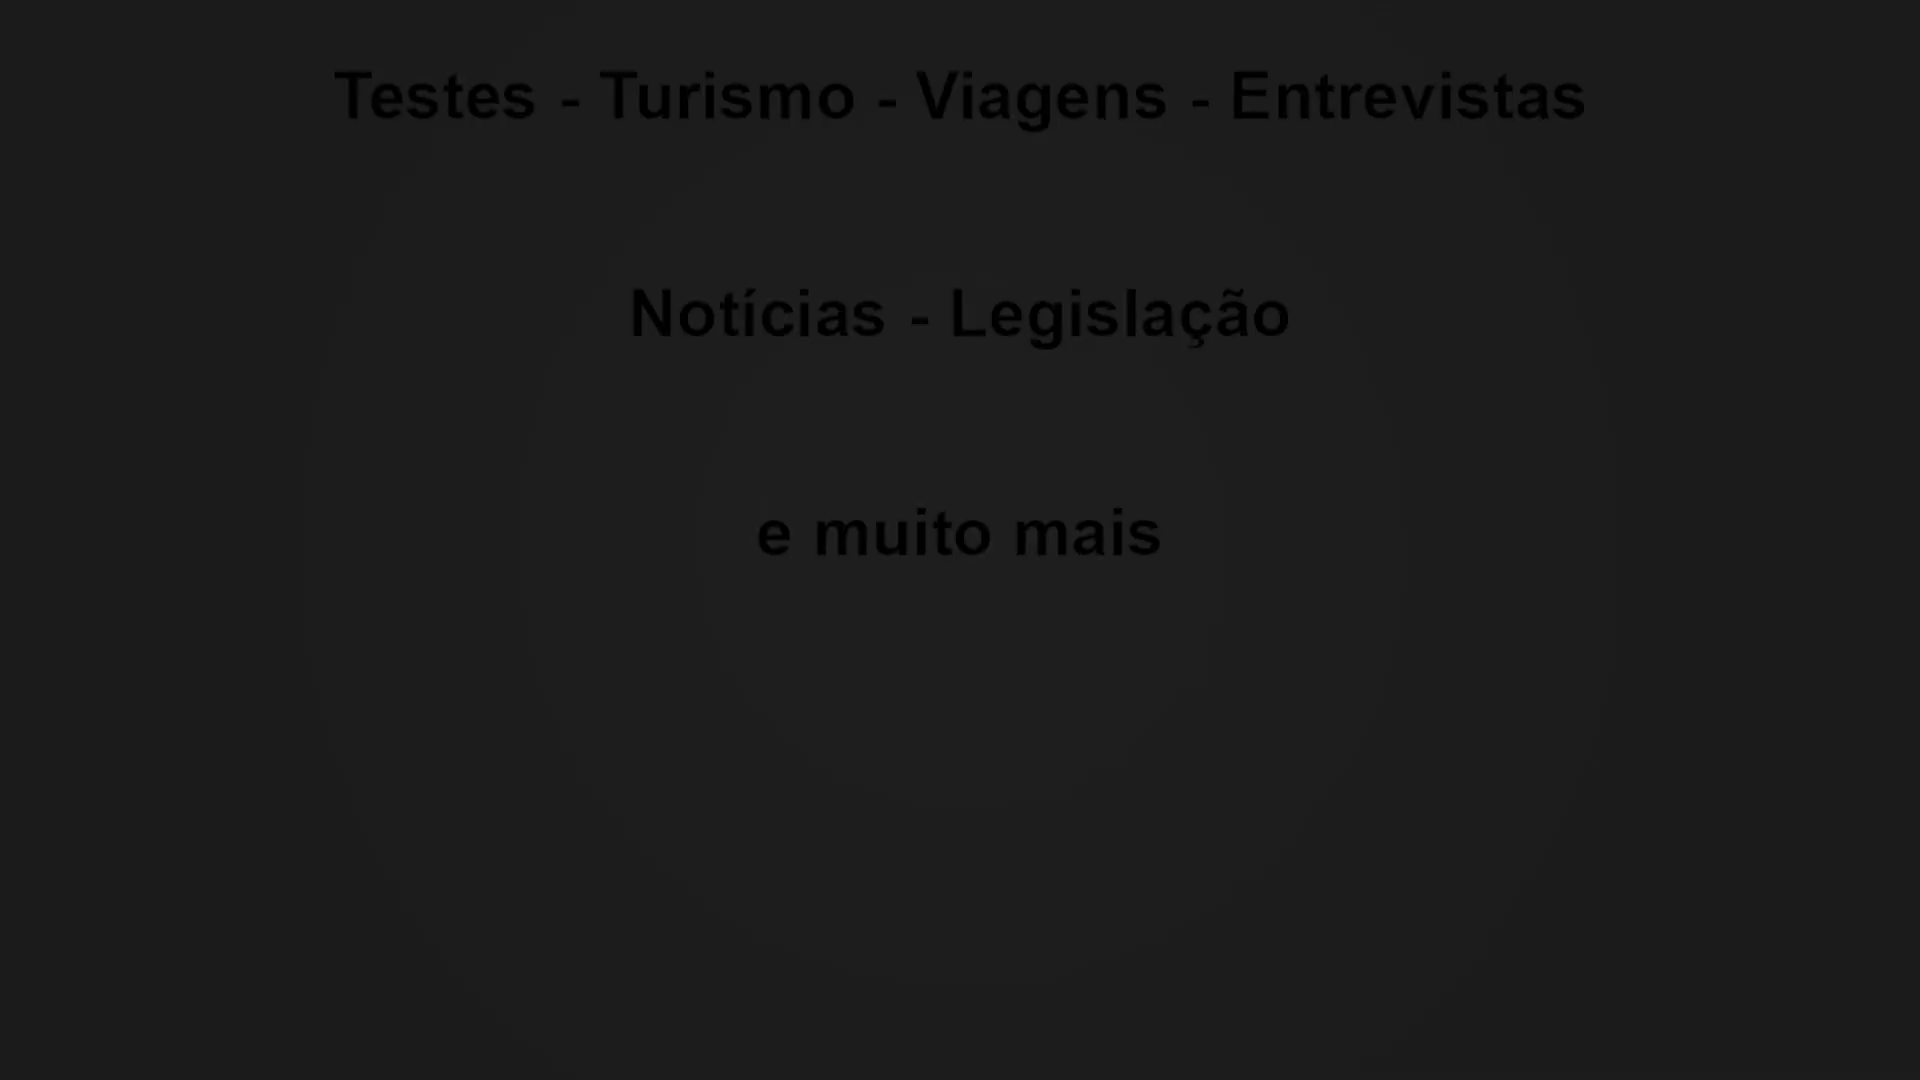 Testes - Turismo - Viagens - Entrevistas
Notícias - Legislação
e muito mais